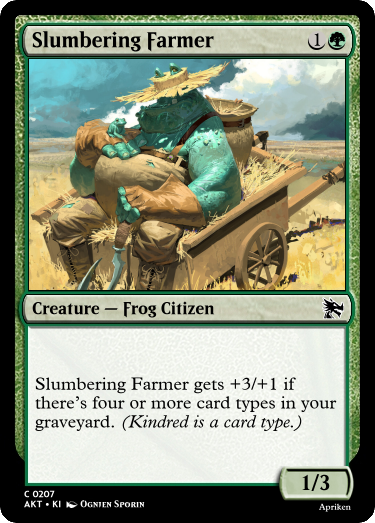 Slumbering Farmer 1
Creature — Frog Citizen
Slumbering Farmer gets +3/+1 if
there's four or more card types in your
graveyard. (Kindred is a card type.)
1/3
C 0207
AKT • KI Ognjen Sporin
Apriken